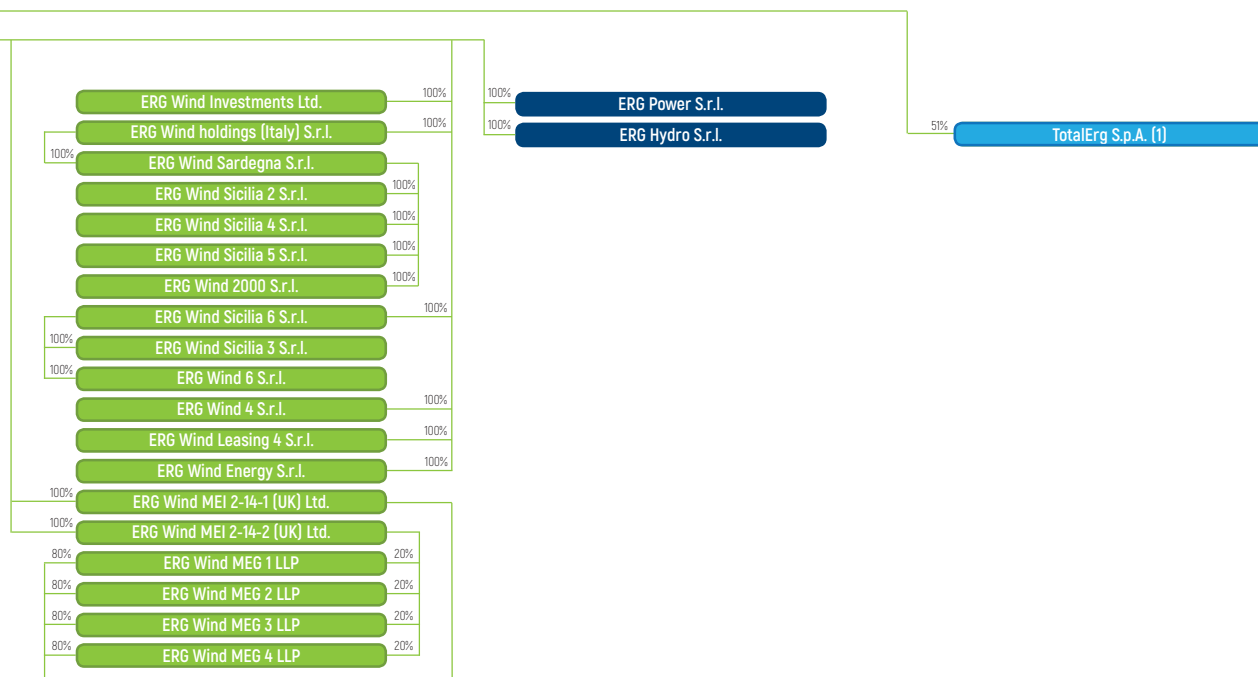 100%
ERG Wind Investments Ltd.
100%
ERG Power S.r.l.
100%
ERG Wind holdings (Italy) S.r.l.
100%
ERG Hydro S.r.l.
51%
TotalErg S.p.A. (1)
100%
ERG Wind Sardegna S.r.l.
ERG Wind Sicilia 2 S.r.l.
100%
ERG Wind Sicilia 4 S.r.l.
100%
ERG Wind Sicilia 5 S.r.l.
100%
ERG Wind 2000 S.r.l.
100%
ERG Wind Sicilia 6 S.r.l.
100%
100%
ERG Wind Sicilia 3 S.r.l.
100%
ERG Wind 6 S.r.l.
ERG Wind 4 S.r.l.
100%
ERG Wind Leasing 4 S.r.l.
100%
ERG Wind Energy S.r.l.
100%
100%
ERG Wind MEI 2-14-1 (UK) Ltd.
100%
ERG Wind MEI 2-14-2 (UK) Ltd.
80%
ERG Wind MEG 1 LLP
20%
80%
ERG Wind MEG 2 LLP
20%
80%
ERG Wind MEG 3 LLP
20%
80%
ERG Wind MEG 4 LLP
20%